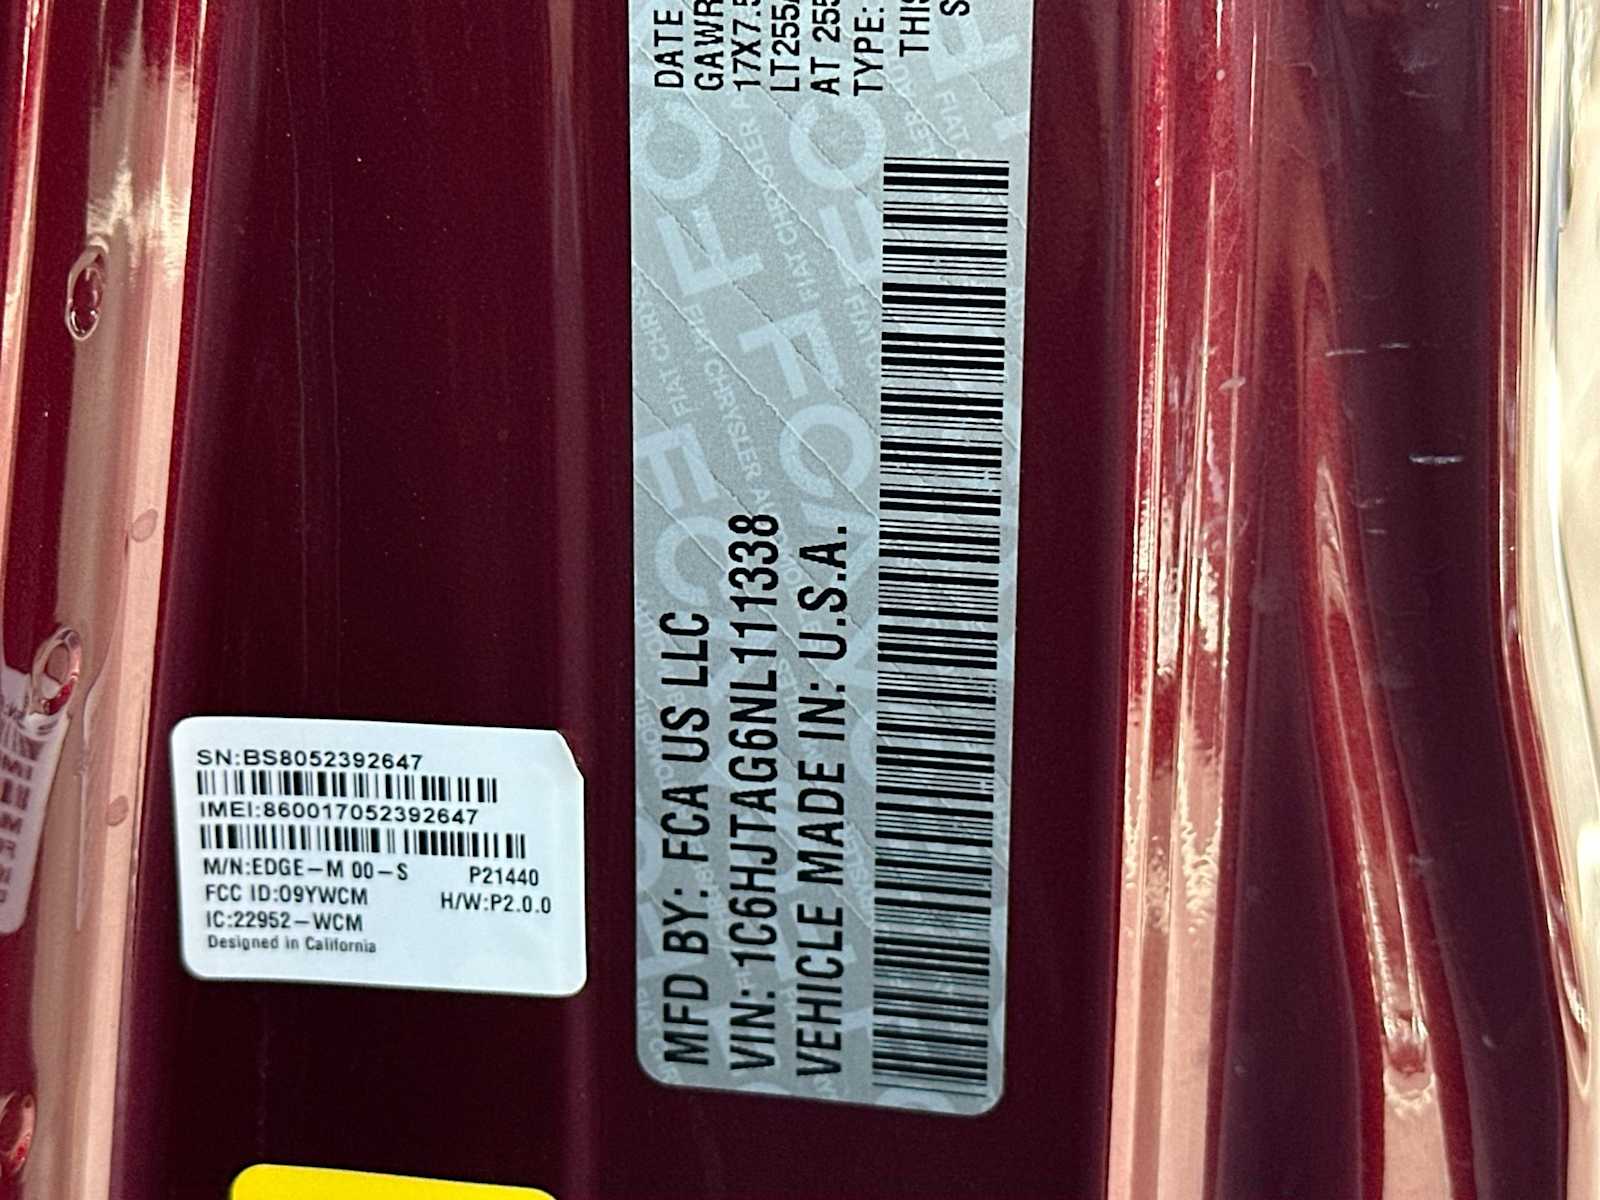 SN:BS8052392647
IMEI:860017052392647
M/N:EDGE-M 00-S P21440
FCC ID:O9YWCM H/W:P2.0.0
IC:22952-WCM
Designed in California
MFD BY: FCA US LLC
VIN: 1C6HJTAG6NL111338
VEHICLE MADE IN: U.S.A.
DATE
GAWR
17X7.5
LT255/
AT 255
TYPE:
THIS
FIAT CHRYSLER